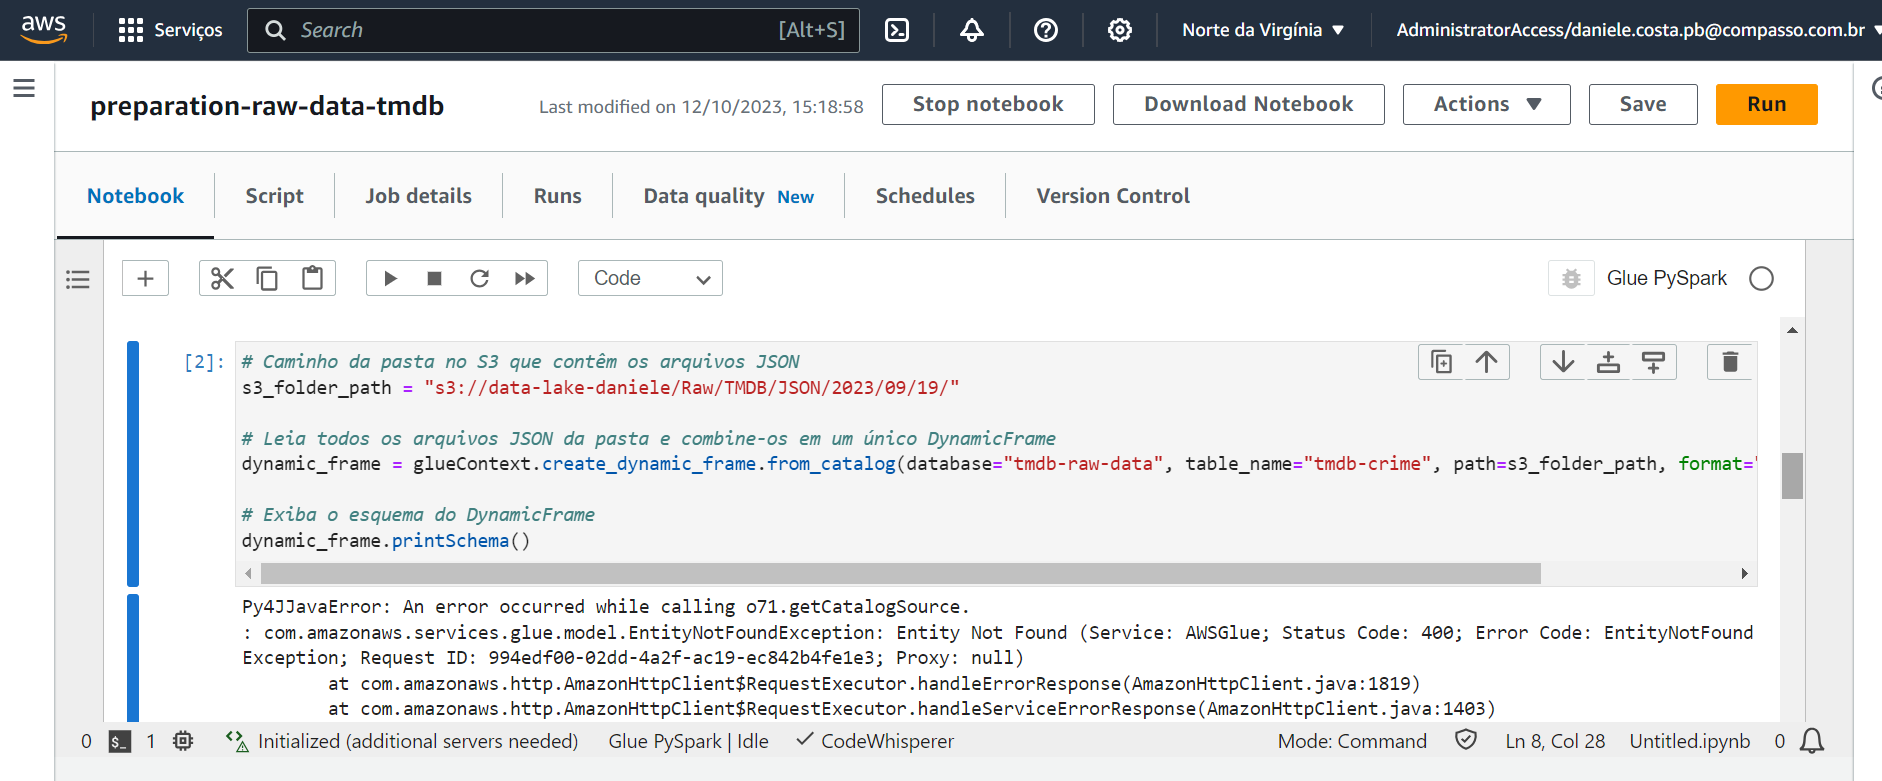 aws
Serviços
Search
[Alt+S]
Norte da Virgínia
AdministratorAccess/daniele.costa.pb@compasso.com.br
preparation-raw-data-tmdb
Last modified on 12/10/2023, 15:18:58
Stop notebook
Download Notebook
Actions
Save
Run
Notebook
Script
Job details
Runs
Data quality New
Schedules
Version Control
Code
Glue PySpark
[2]:
# Caminho da pasta no S3 que contêm os arquivos JSON
s3_folder_path = "s3://data-lake-daniele/Raw/TMDB/JSON/2023/09/19/"
# Leia todos os arquivos JSON da pasta e combine-os em um único DynamicFrame
dynamic_frame = glueContext.create_dynamic_frame.from_catalog(database="tmdb-raw-data", table_name="tmdb-crime", path=s3_folder_path, format="
# Exiba o esquema do DynamicFrame
dynamic_frame.printSchema()
Py4JJavaError: An error occurred while calling o71.getCatalogSource.
: com.amazonaws.services.glue.model.EntityNotFoundException: Entity Not Found (Service: AWSGlue; Status Code: 400; Error Code: EntityNotFound
Exception; Request ID: 994edf00-02dd-4a2f-ac19-ec842b4fe1e3; Proxy: null)
at com.amazonaws.http.AmazonHttpClient$RequestExecutor.handleErrorResponse(AmazonHttpClient.java:1819)
at com.amazonaws.http.AmazonHttpClient$RequestExecutor.handleServiceErrorResponse(AmazonHttpClient.java:1403)
0 $_ 1 Initialized (additional servers needed) Glue PySpark | Idle CodeWhisperer Mode: Command Ln 8, Col 28 Untitled.ipynb 0